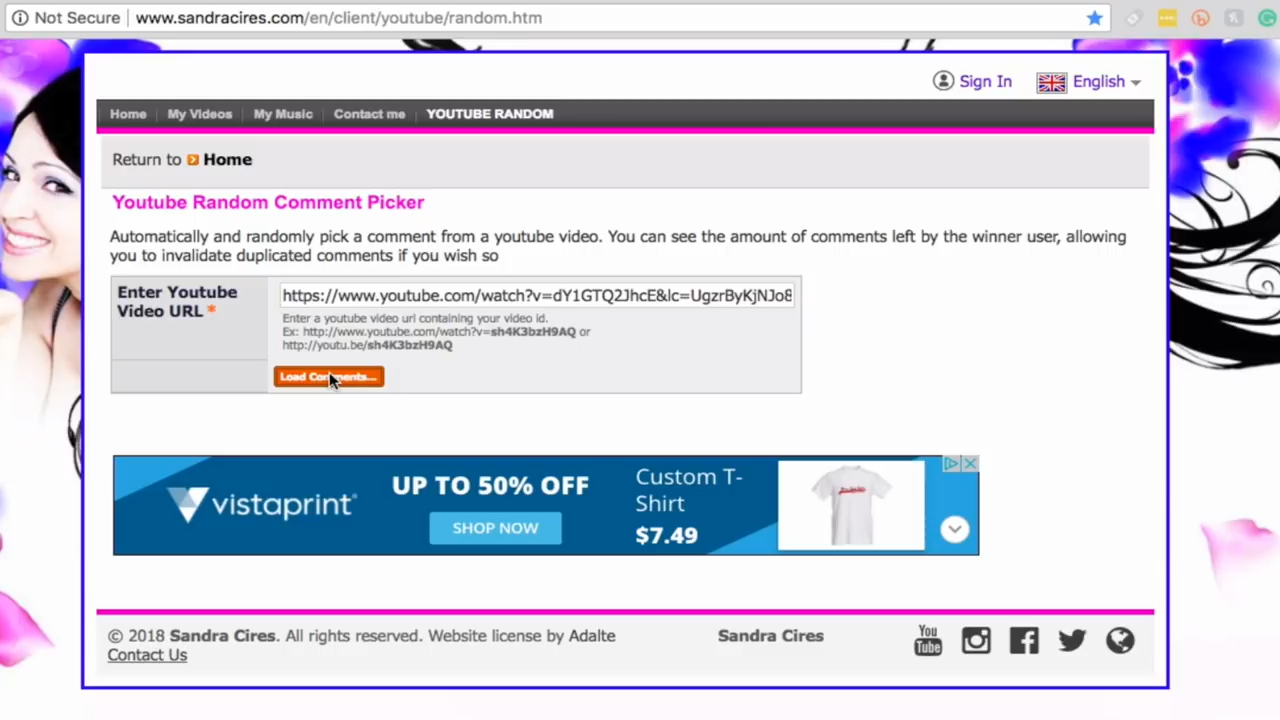 Not Secure www.sandracires.com/en/client/youtube/random.htm
Sign In English
Home My Videos My Music Contact me YOUTUBE RANDOM
Return to Home
Youtube Random Comment Picker
Automatically and randomly pick a comment from a youtube video. You can see the amount of comments left by the winner user, allowing
you to invalidate duplicated comments if you wish so
Enter Youtube
Video URL *
https://www.youtube.com/watch?v=dY1GTQ2JhcE&lc=UgzrByKjNJo8
Enter a youtube video url containing your video id.
Ex: http://www.youtube.com/watch?v=sh4K3bzH9AQ or
http://youtu.be/sh4K3bzH9AQ
Load Comments...
vistaprint
UP TO 50% OFF
SHOP NOW
Custom T-
Shirt
$7.49
© 2018 Sandra Cires. All rights reserved. Website license by Adalte
Contact Us
Sandra Cires
You
Tube